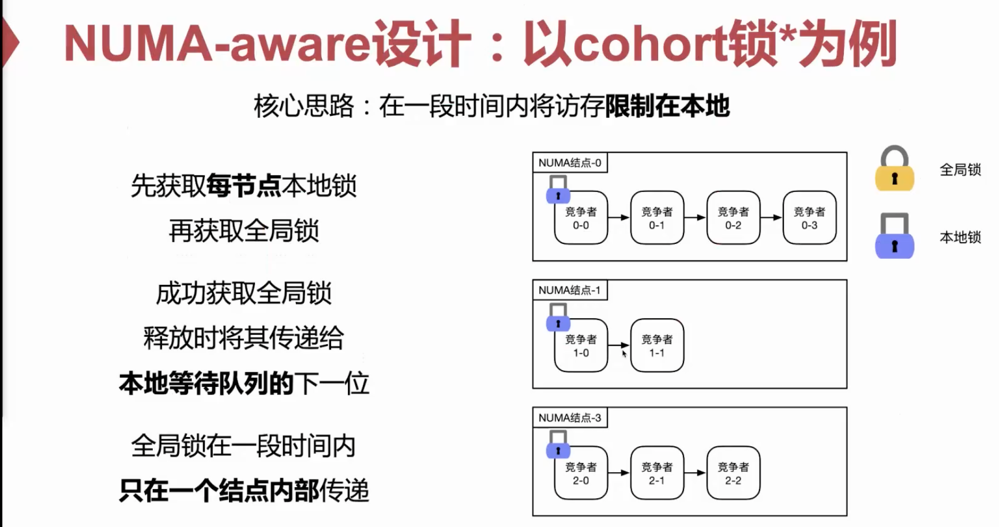 NUMA-aware设计：以cohort锁*为例
核心思路：在一段时间内将访存限制在本地
先获取每节点本地锁
再获取全局锁
成功获取全局锁
释放时将其传递给
本地等待队列的下一位
全局锁在一段时间内
只在一个结点内部传递
NUMA结点-0
竞争者
0-0
竞争者
0-1
竞争者
0-2
竞争者
0-3
NUMA结点-1
竞争者
1-0
竞争者
1-1
NUMA结点-3
竞争者
2-0
竞争者
2-1
竞争者
2-2
全局锁
本地锁